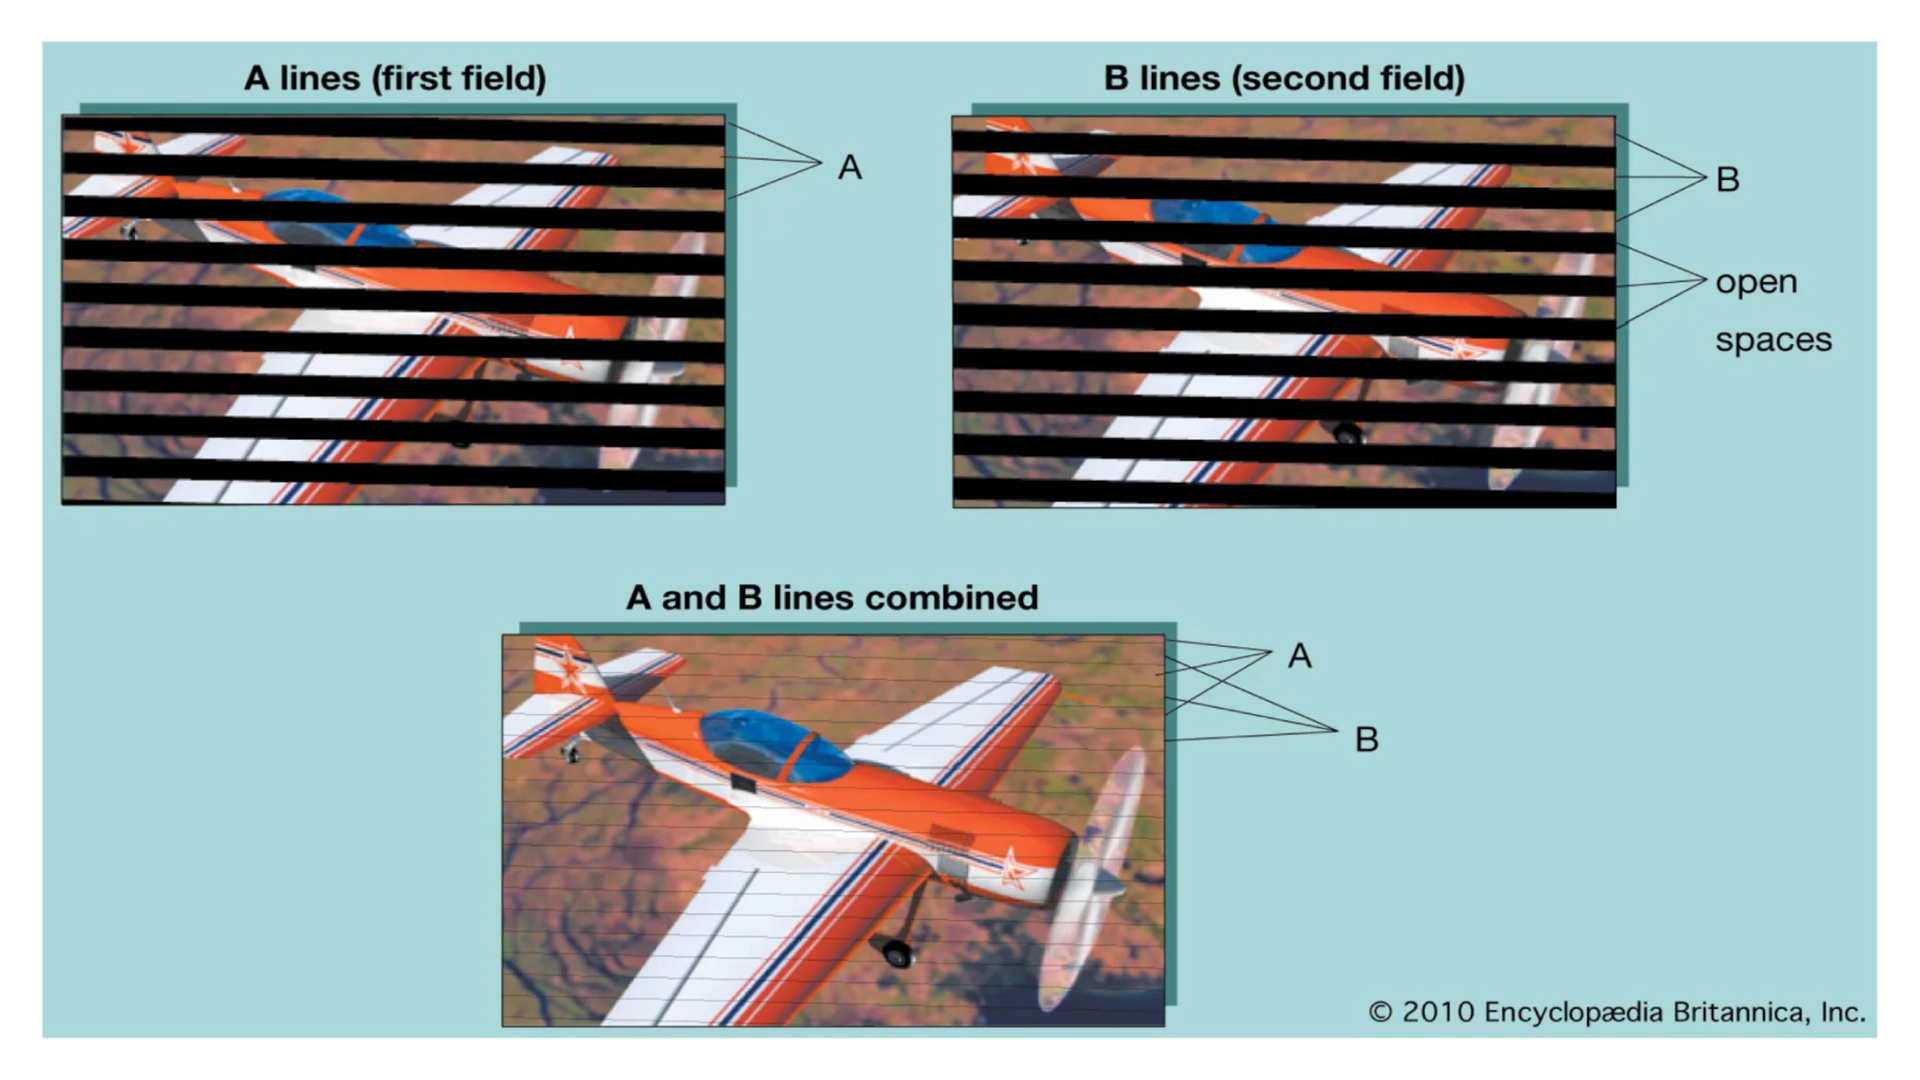 A lines (first field)
A
B lines (second field)
B
open
spaces
A and B lines combined
A
B
© 2010 Encyclopædia Britannica, Inc.